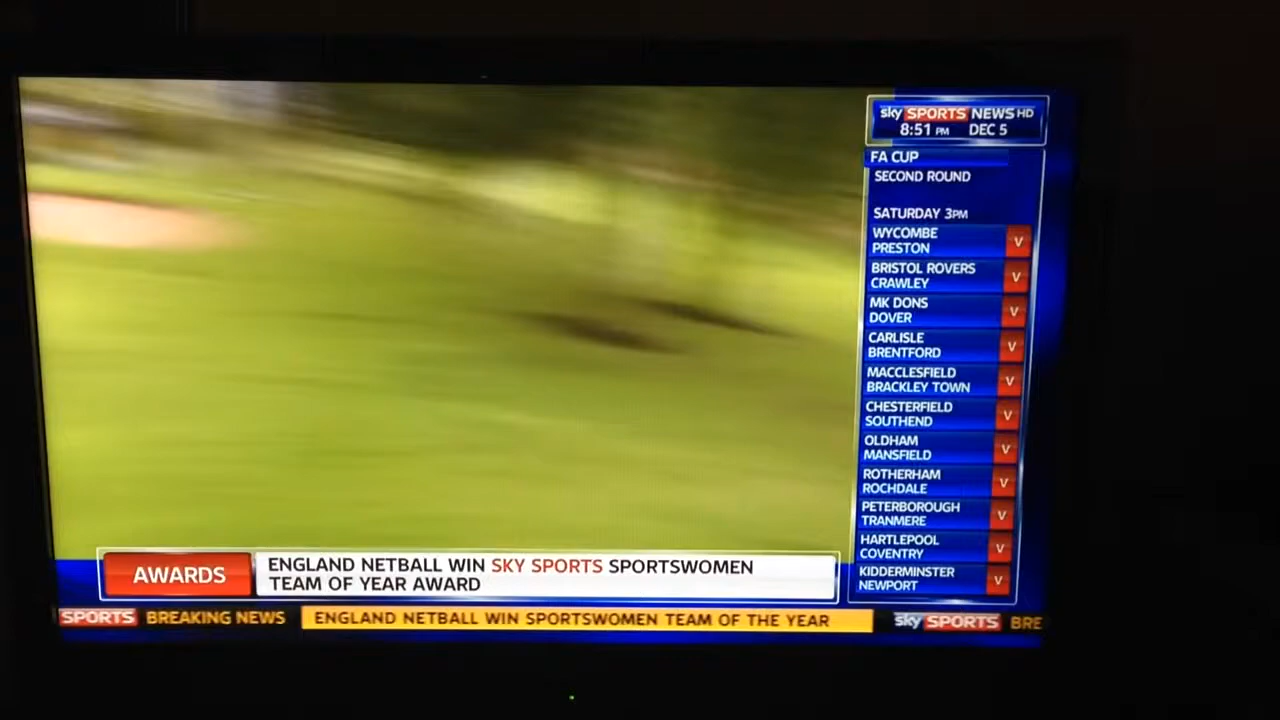 sky SPORTS NEWS HD
8:51 PM DEC 5
FA CUP
SECOND ROUND
SATURDAY 3PM
WYCOMBE
PRESTON
V
BRISTOL ROVERS
CRAWLEY
V
MK DONS
DOVER
V
CARLISLE
BRENTFORD
V
MACCLESFIELD
BRACKLEY TOWN
V
CHESTERFIELD
SOUTHEND
V
OLDHAM
MANSFIELD
V
ROTHERHAM
ROCHDALE
V
PETERBOROUGH
TRANMERE
V
HARTLEPOOL
COVENTRY
V
KIDDERMINSTER
NEWPORT
V
AWARDS
ENGLAND NETBALL WIN SKY SPORTS SPORTSWOMEN
TEAM OF YEAR AWARD
SPORTS BREAKING NEWS ENGLAND NETBALL WIN SPORTSWOMEN TEAM OF THE YEAR sky SPORTS BRE